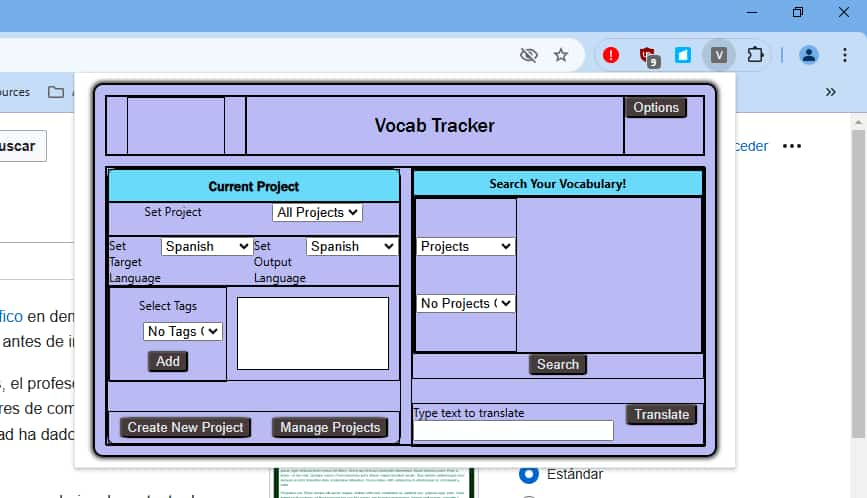 9
V
urces
uscar
ceder
Vocab Tracker
Options
Current Project
Search Your Vocabulary!
Set Project
All Projects
Set Target Language
Spanish
Set Output Language
Spanish
Projects
No Projects (
Select Tags
No Tags (
Add
Search
Create New Project
Manage Projects
Type text to translate
Translate
fico en den
antes de i
, el profes
res de com
ad ha dado
Estándar